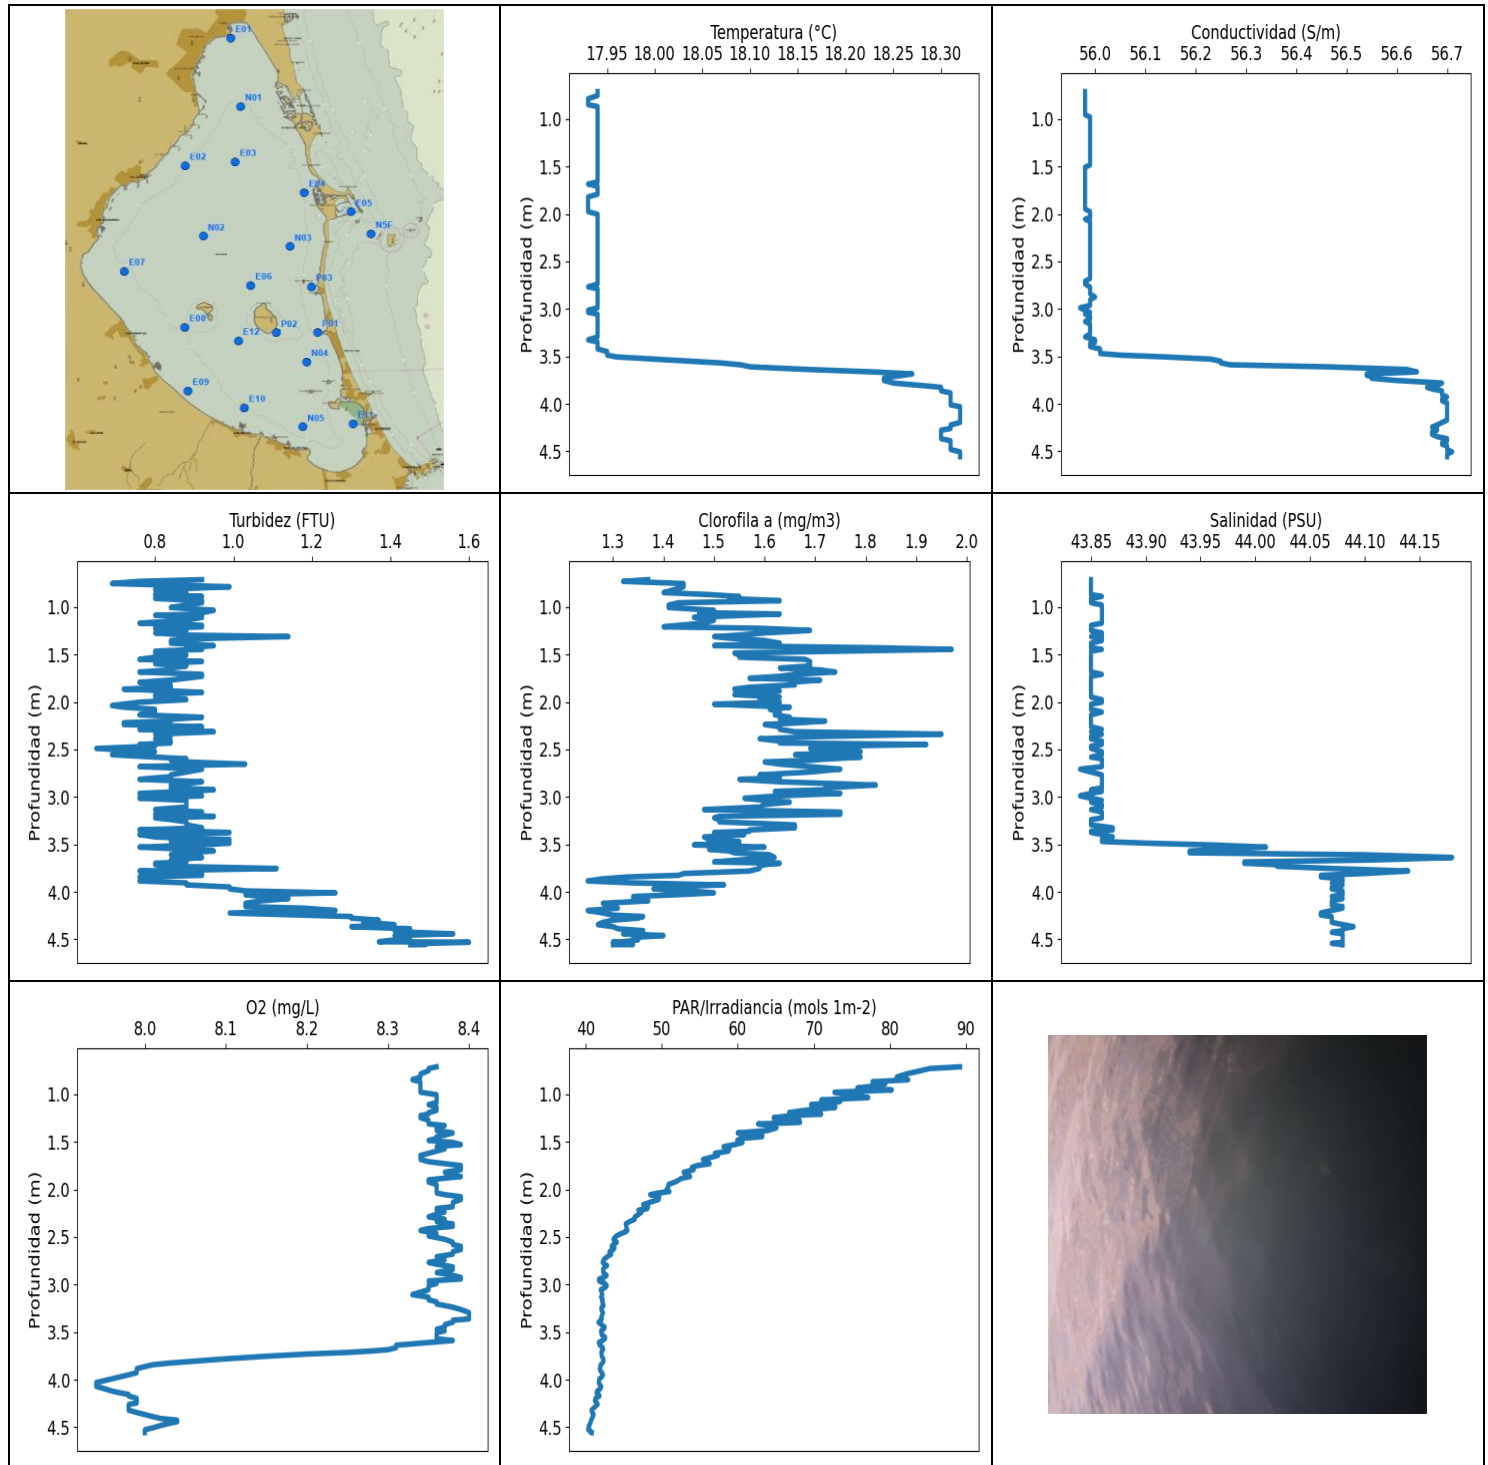 E01
N01
E02
E03
E04
E05
N5F
N02
N03
E07
E06
P03
E08
E12
P02
P01
N04
E09
E10
N05
E11
Temperatura (°C)
17.95 18.00 18.05 18.10 18.15 18.20 18.25 18.30
Profundidad (m)
1.0
1.5
2.0
2.5
3.0
3.5
4.0
4.5
Conductividad (S/m)
56.0 56.1 56.2 56.3 56.4 56.5 56.6 56.7
Profundidad (m)
1.0
1.5
2.0
2.5
3.0
3.5
4.0
4.5
Turbidez (FTU)
0.8 1.0 1.2 1.4 1.6
Profundidad (m)
1.0
1.5
2.0
2.5
3.0
3.5
4.0
4.5
Clorofila a (mg/m3)
1.3 1.4 1.5 1.6 1.7 1.8 1.9 2.0
Profundidad (m)
1.0
1.5
2.0
2.5
3.0
3.5
4.0
4.5
Salinidad (PSU)
43.85 43.90 43.95 44.00 44.05 44.10 44.15
Profundidad (m)
1.0
1.5
2.0
2.5
3.0
3.5
4.0
4.5
O2 (mg/L)
8.0 8.1 8.2 8.3 8.4
Profundidad (m)
1.0
1.5
2.0
2.5
3.0
3.5
4.0
4.5
PAR/Irradiancia (mols 1m-2)
40 50 60 70 80 90
Profundidad (m)
1.0
1.5
2.0
2.5
3.0
3.5
4.0
4.5